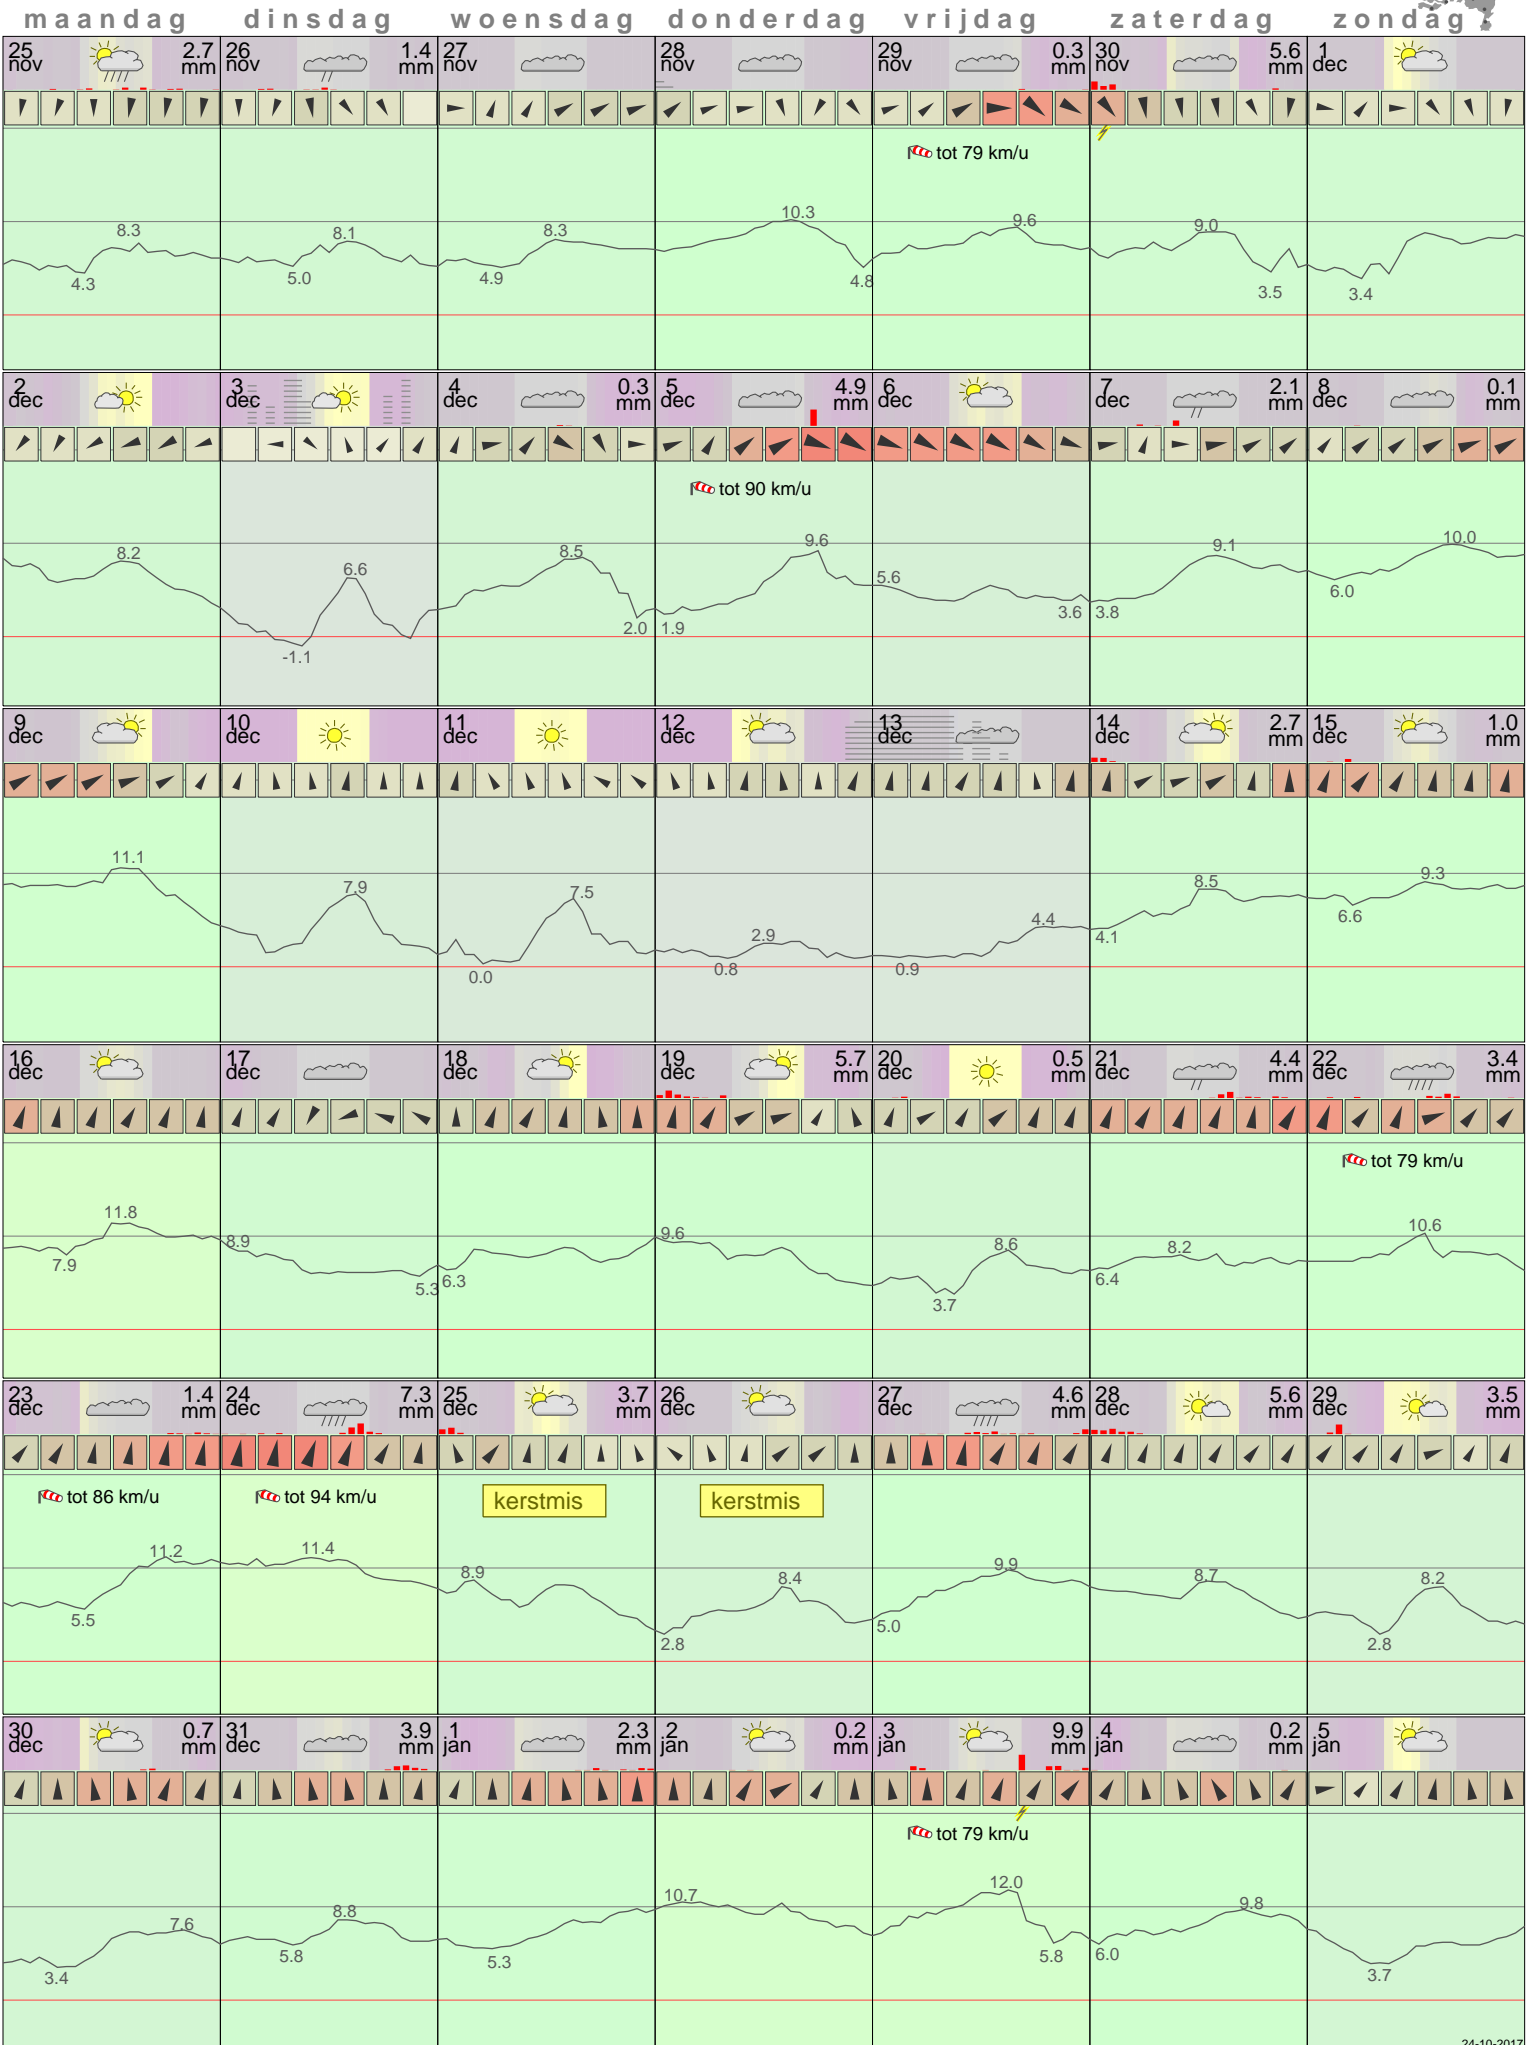 maandag dinsdag woensdag donderdag vrijdag zaterdag zondag
25 nov 2.7 mm 26 nov 1.4 mm 27 nov 28 nov 29 nov 0.3 mm 30 nov 5.6 mm 1 dec
tot 79 km/u
8.3 4.3 8.1 5.0 8.3 4.9 10.3 4.8 9.6 9.0 3.5 3.4
2 dec 3 dec 4 dec 0.3 mm 5 dec 4.9 mm 6 dec 7 dec 2.1 mm 8 dec 0.1 mm
tot 90 km/u
8.2 -1.1 6.6 8.5 2.0 1.9 9.6 5.6 3.6 3.8 9.1 6.0 10.0
9 dec 10 dec 11 dec 12 dec 13 dec 14 dec 2.7 mm 15 dec 1.0 mm
11.1 7.9 0.0 7.5 0.8 2.9 0.9 4.4 4.1 8.5 6.6 9.3
16 dec 17 dec 18 dec 19 dec 5.7 mm 20 dec 0.5 mm 21 dec 4.4 mm 22 dec 3.4 mm
tot 79 km/u
7.9 11.8 8.9 5.3 6.3 9.6 3.7 8.6 6.4 8.2 10.6
23 dec 1.4 mm 24 dec 7.3 mm 25 dec 3.7 mm 26 dec 27 dec 4.6 mm 28 dec 5.6 mm 29 dec 3.5 mm
tot 86 km/u tot 94 km/u kerstmis kerstmis
5.5 11.2 11.4 8.9 2.8 8.4 5.0 9.9 8.7 2.8 8.2
30 dec 0.7 mm 31 dec 3.9 mm 1 jan 2.3 mm 2 jan 0.2 mm 3 jan 9.9 mm 4 jan 0.2 mm 5 jan
tot 79 km/u
3.4 7.6 5.8 8.8 5.3 10.7 12.0 5.8 6.0 9.8 3.7
24-10-2017